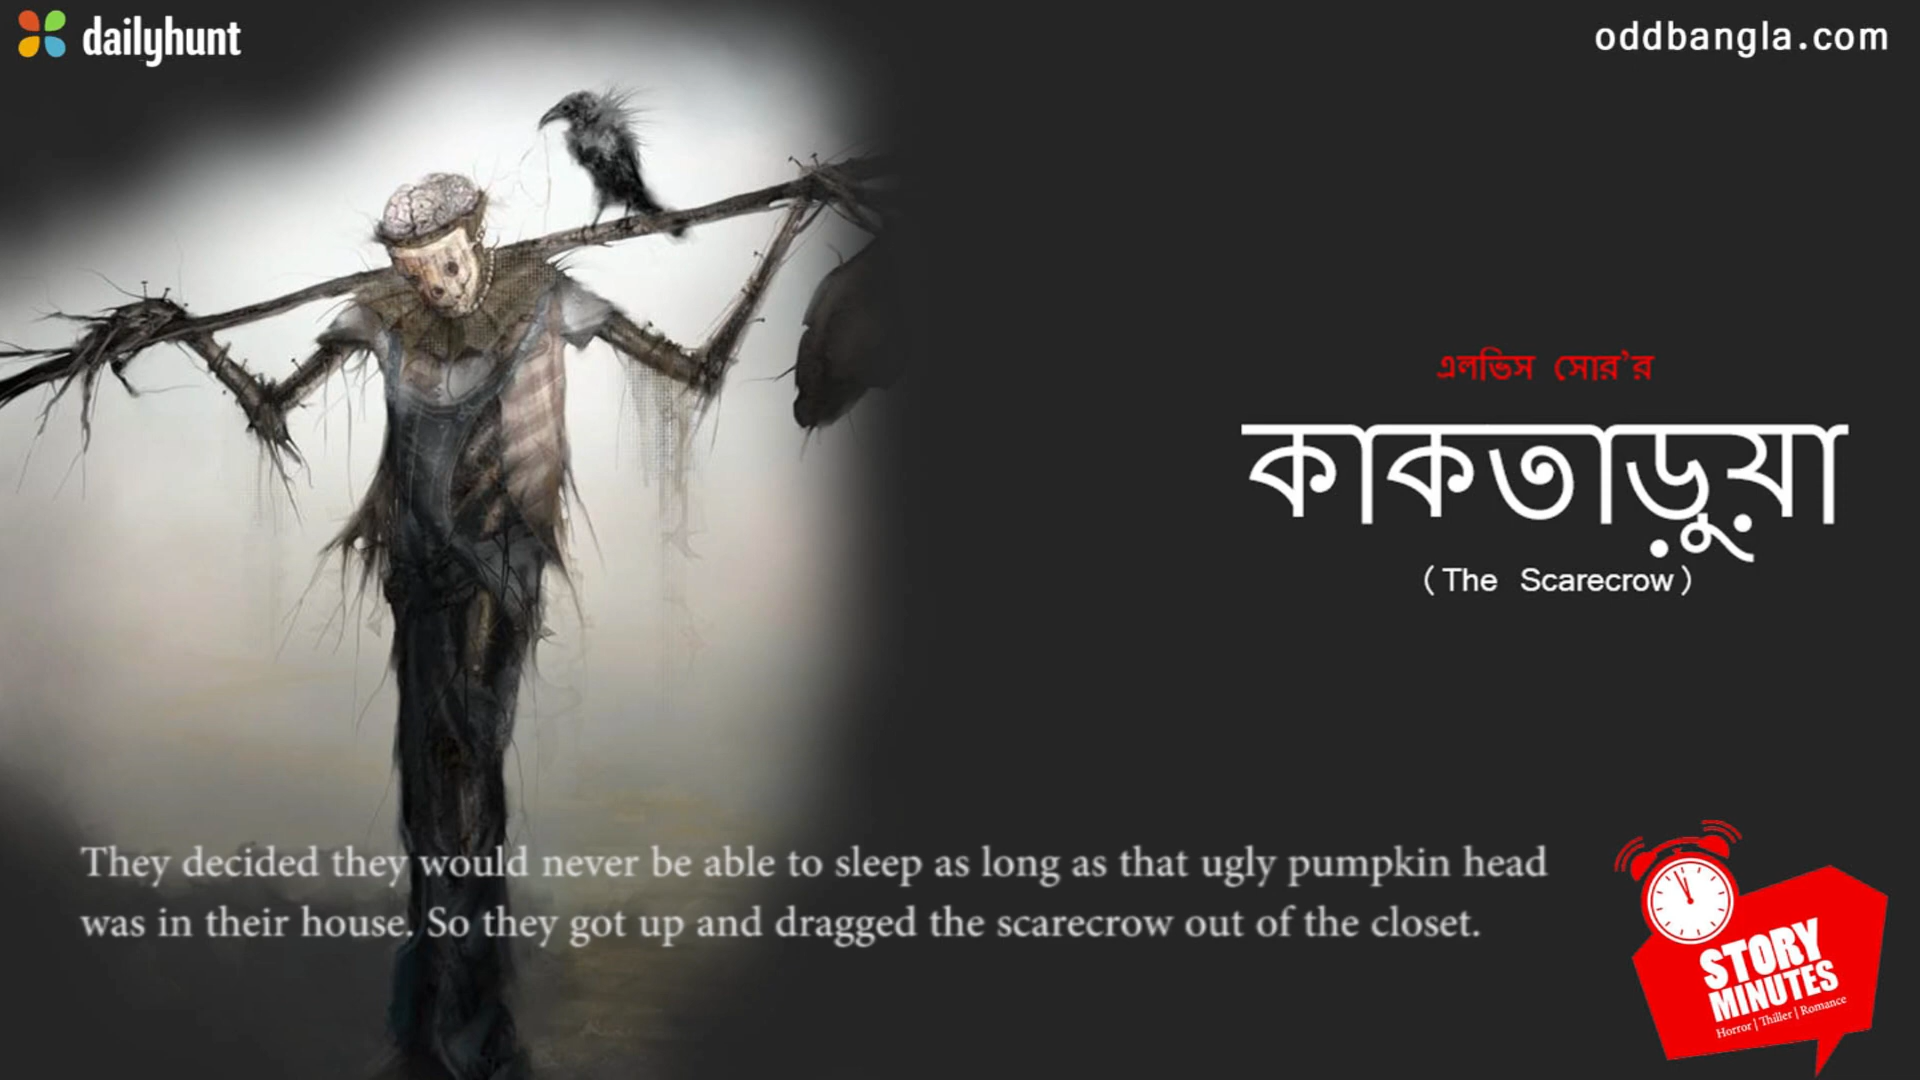 dailyhunt
oddbangla.com
এলভিস সোর'র
কাকতাড়ুয়া
(The Scarecrow)
They decided they would never be able to sleep as long as that ugly pumpkin head
was in their house. So they got up and dragged the scarecrow out of the closet.
STORY
MINUTES
Horror | Thiller | Romance